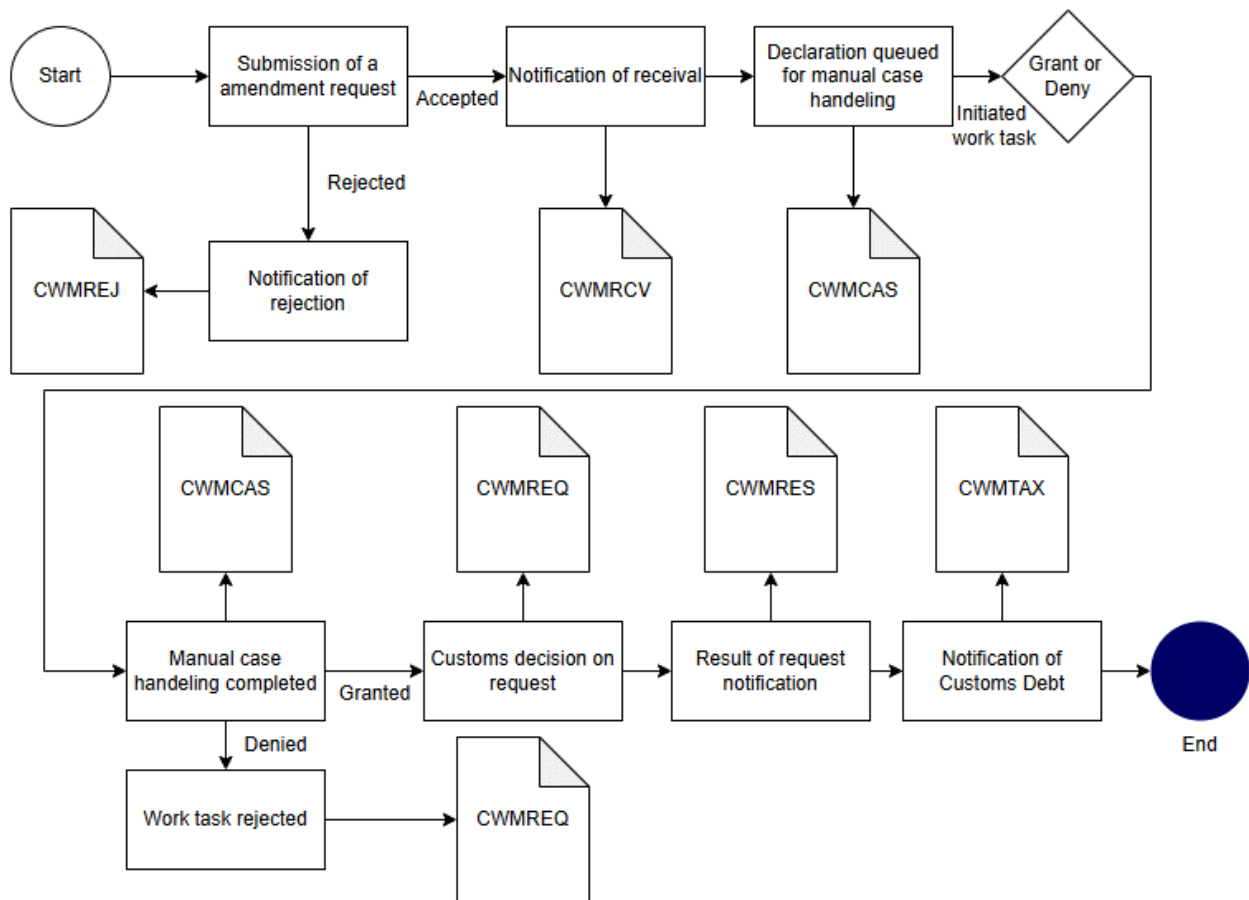 Start
Submission of a
amendment request
Accepted
Notification of receival
Declaration queued
for manual case
handeling
Initiated
work task
Grant or
Deny
Rejected
CWMREJ
Notification of
rejection
CWMRCV
CWMCAS
CWMCAS
CWMREQ
CWMRES
CWMTAX
Manual case
handeling completed
Granted
Customs decision on
request
Result of request
notification
Notification of
Customs Debt
End
Denied
Work task rejected
CWMREQ